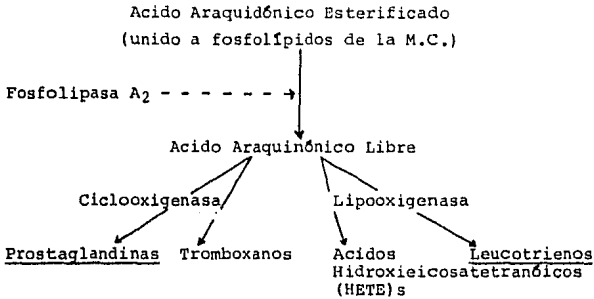 Acido Araquidónico Esterificado
(unido a fosfolípidos de la M.C.)
Fosfolipasa A2
Acido Araquinónico Libre
Ciclooxigenasa Lipooxigenasa
Prostaglandinas Tromboxanos Acidos Leucotrienos
Hidroxieicosatetranóicos
(HETE)s